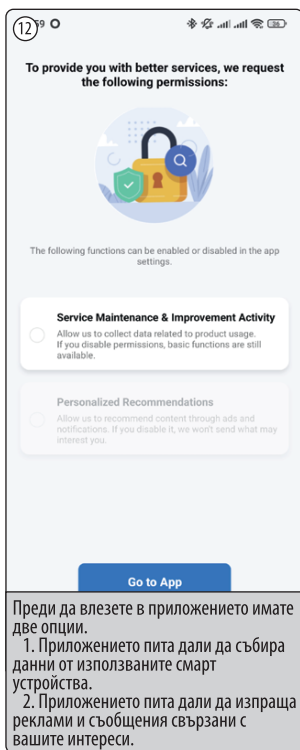 12 59
36
To provide you with better services, we request
the following permissions:
The following functions can be enabled or disabled in the app
settings.
Service Maintenance & Improvement Activity
Allow us to collect data related to product usage.
If you disable permissions, basic functions are still
available.
Personalized Recommendations
Allow us to recommend content through ads and
notifications. If you disable it, we won't send what may
interest you.
Go to App
Преди да влезете в приложението имате
две опции.
1. Приложението пита дали да събира
данни от използваните смарт
устройства.
2. Приложението пита дали да изпраща
реклами и съобщения свързани с
вашите интереси.